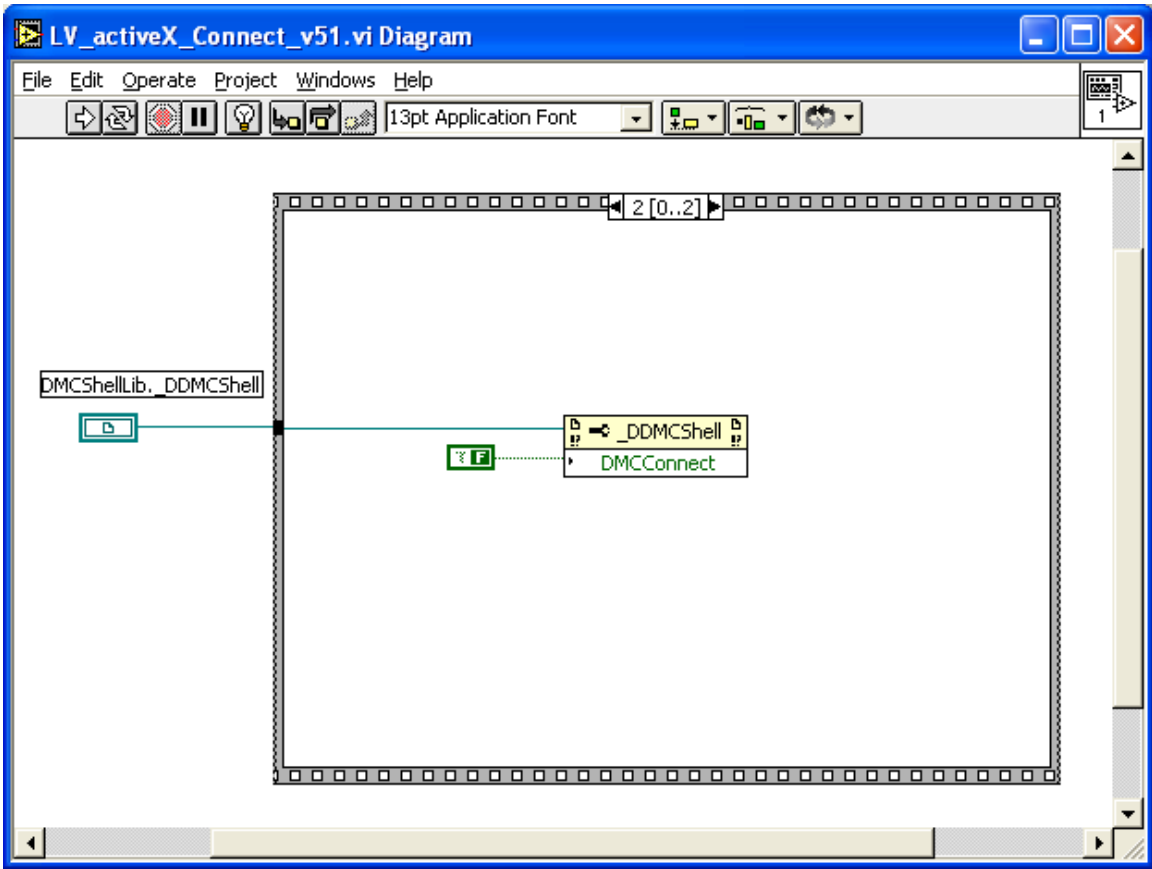 LV_activeX_Connect_v51.vi Diagram
File Edit Operate Project Windows Help
13pt Application Font
1
2 [0..2]
DMCShellLib._DDMCShell
_DDMCShell
F
DMCConnect